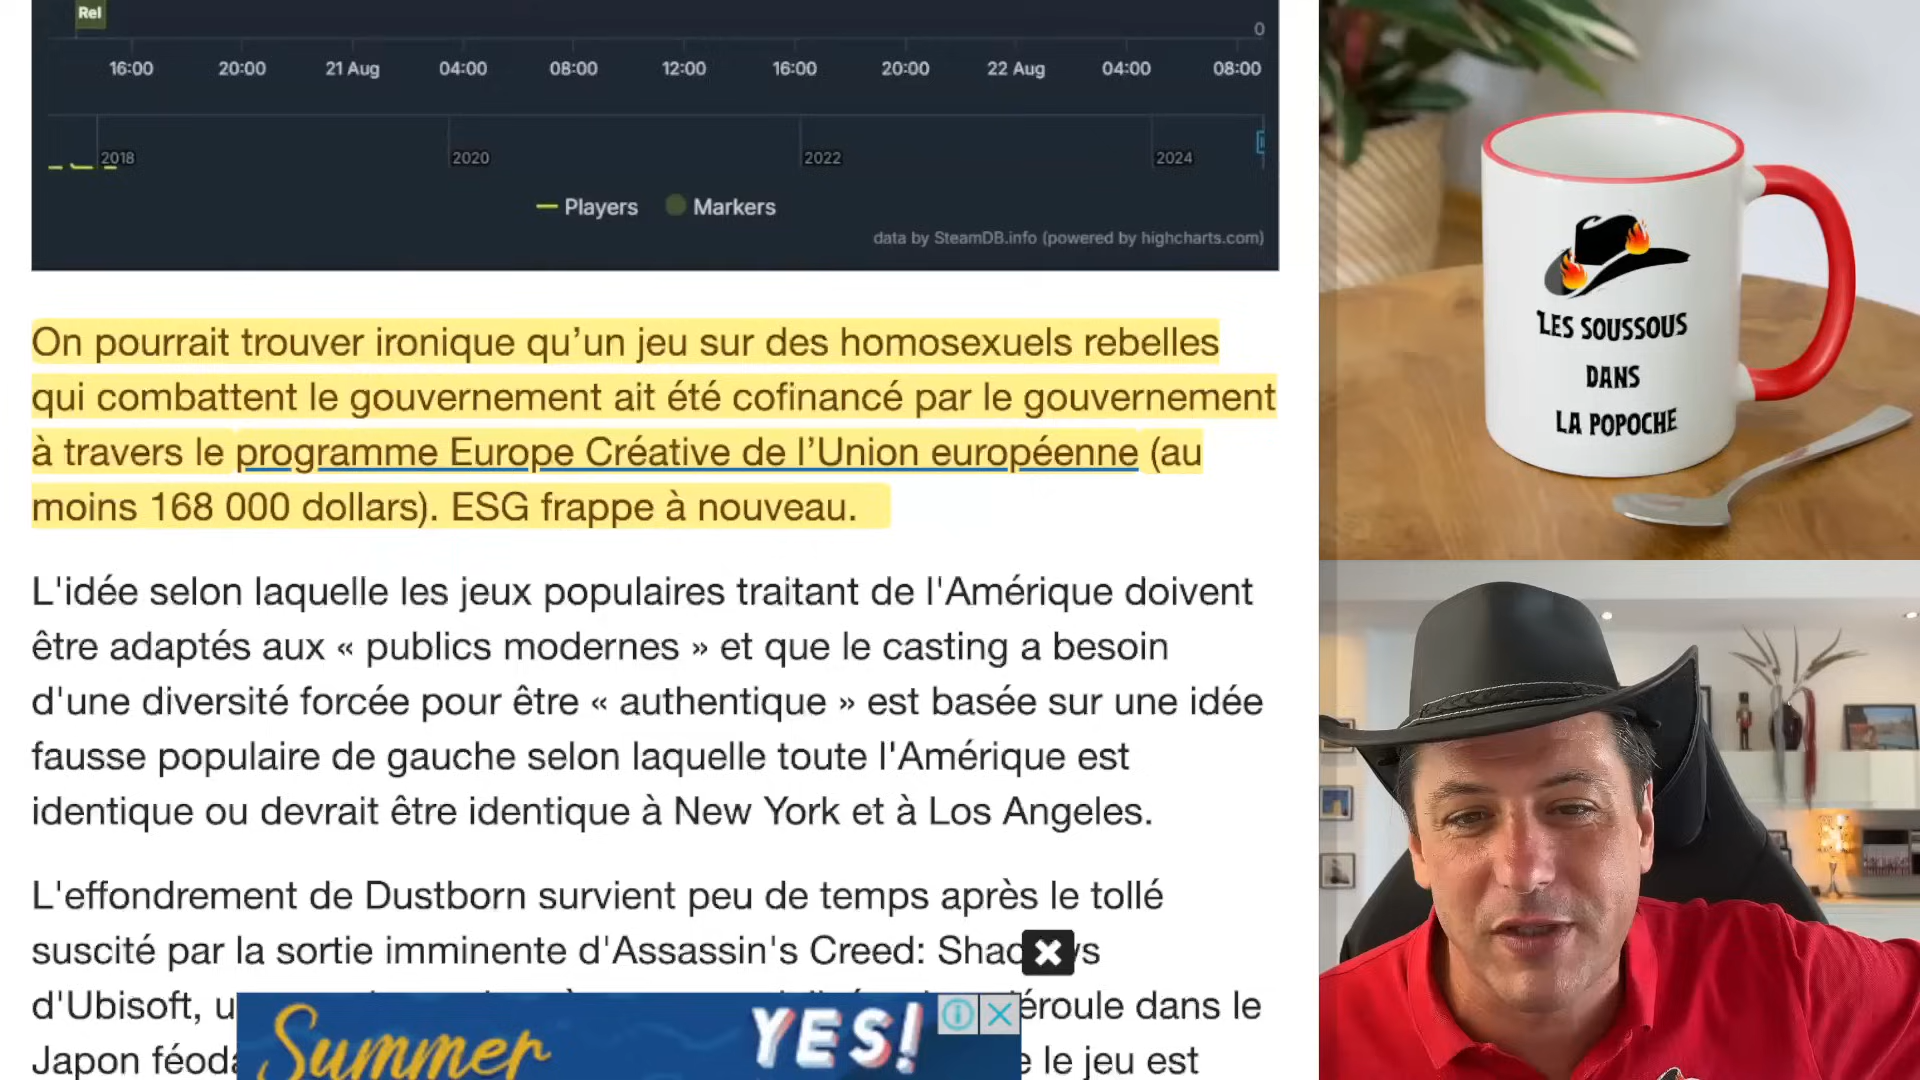 Rel
0
16:00 20:00 21 Aug 04:00 08:00 12:00 16:00 20:00 22 Aug 04:00 08:00
2018 2020 2022 2024
Players Markers
data by SteamDB.info (powered by highcharts.com)
On pourrait trouver ironique qu’un jeu sur des homosexuels rebelles
qui combattent le gouvernement ait été cofinancé par le gouvernement
à travers le programme Europe Créative de l’Union européenne (au
moins 168 000 dollars). ESG frappe à nouveau.
L'idée selon laquelle les jeux populaires traitant de l'Amérique doivent
être adaptés aux « publics modernes » et que le casting a besoin
d'une diversité forcée pour être « authentique » est basée sur une idée
fausse populaire de gauche selon laquelle toute l'Amérique est
identique ou devrait être identique à New York et à Los Angeles.
L'effondrement de Dustborn survient peu de temps après le tollé
suscité par la sortie imminente d'Assassin's Creed:
d'Ubisoft, dans le
Japon le jeu est
Summer YES!
LES SOUSSOUS
DANS
LA POPOCHE